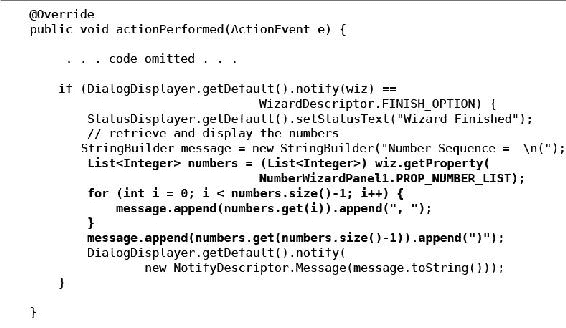 @Override
public void actionPerformed(ActionEvent e) {
. . . code omitted . . .
if (DialogDisplayer.getDefault().notify(wiz) ==
WizardDescriptor.FINISH_OPTION) {
StatusDisplayer.getDefault().setStatusText("Wizard Finished");
// retrieve and display the numbers
StringBuilder message = new StringBuilder("Number Sequence =  \n(");
List<Integer> numbers = (List<Integer>) wiz.getProperty(
NumberWizardPanel1.PROP_NUMBER_LIST);
for (int i = 0; i < numbers.size()-1; i++) {
message.append(numbers.get(i)).append(", ");
}
message.append(numbers.get(numbers.size()-1)).append(")");
DialogDisplayer.getDefault().notify(
new NotifyDescriptor.Message(message.toString()));
}
}